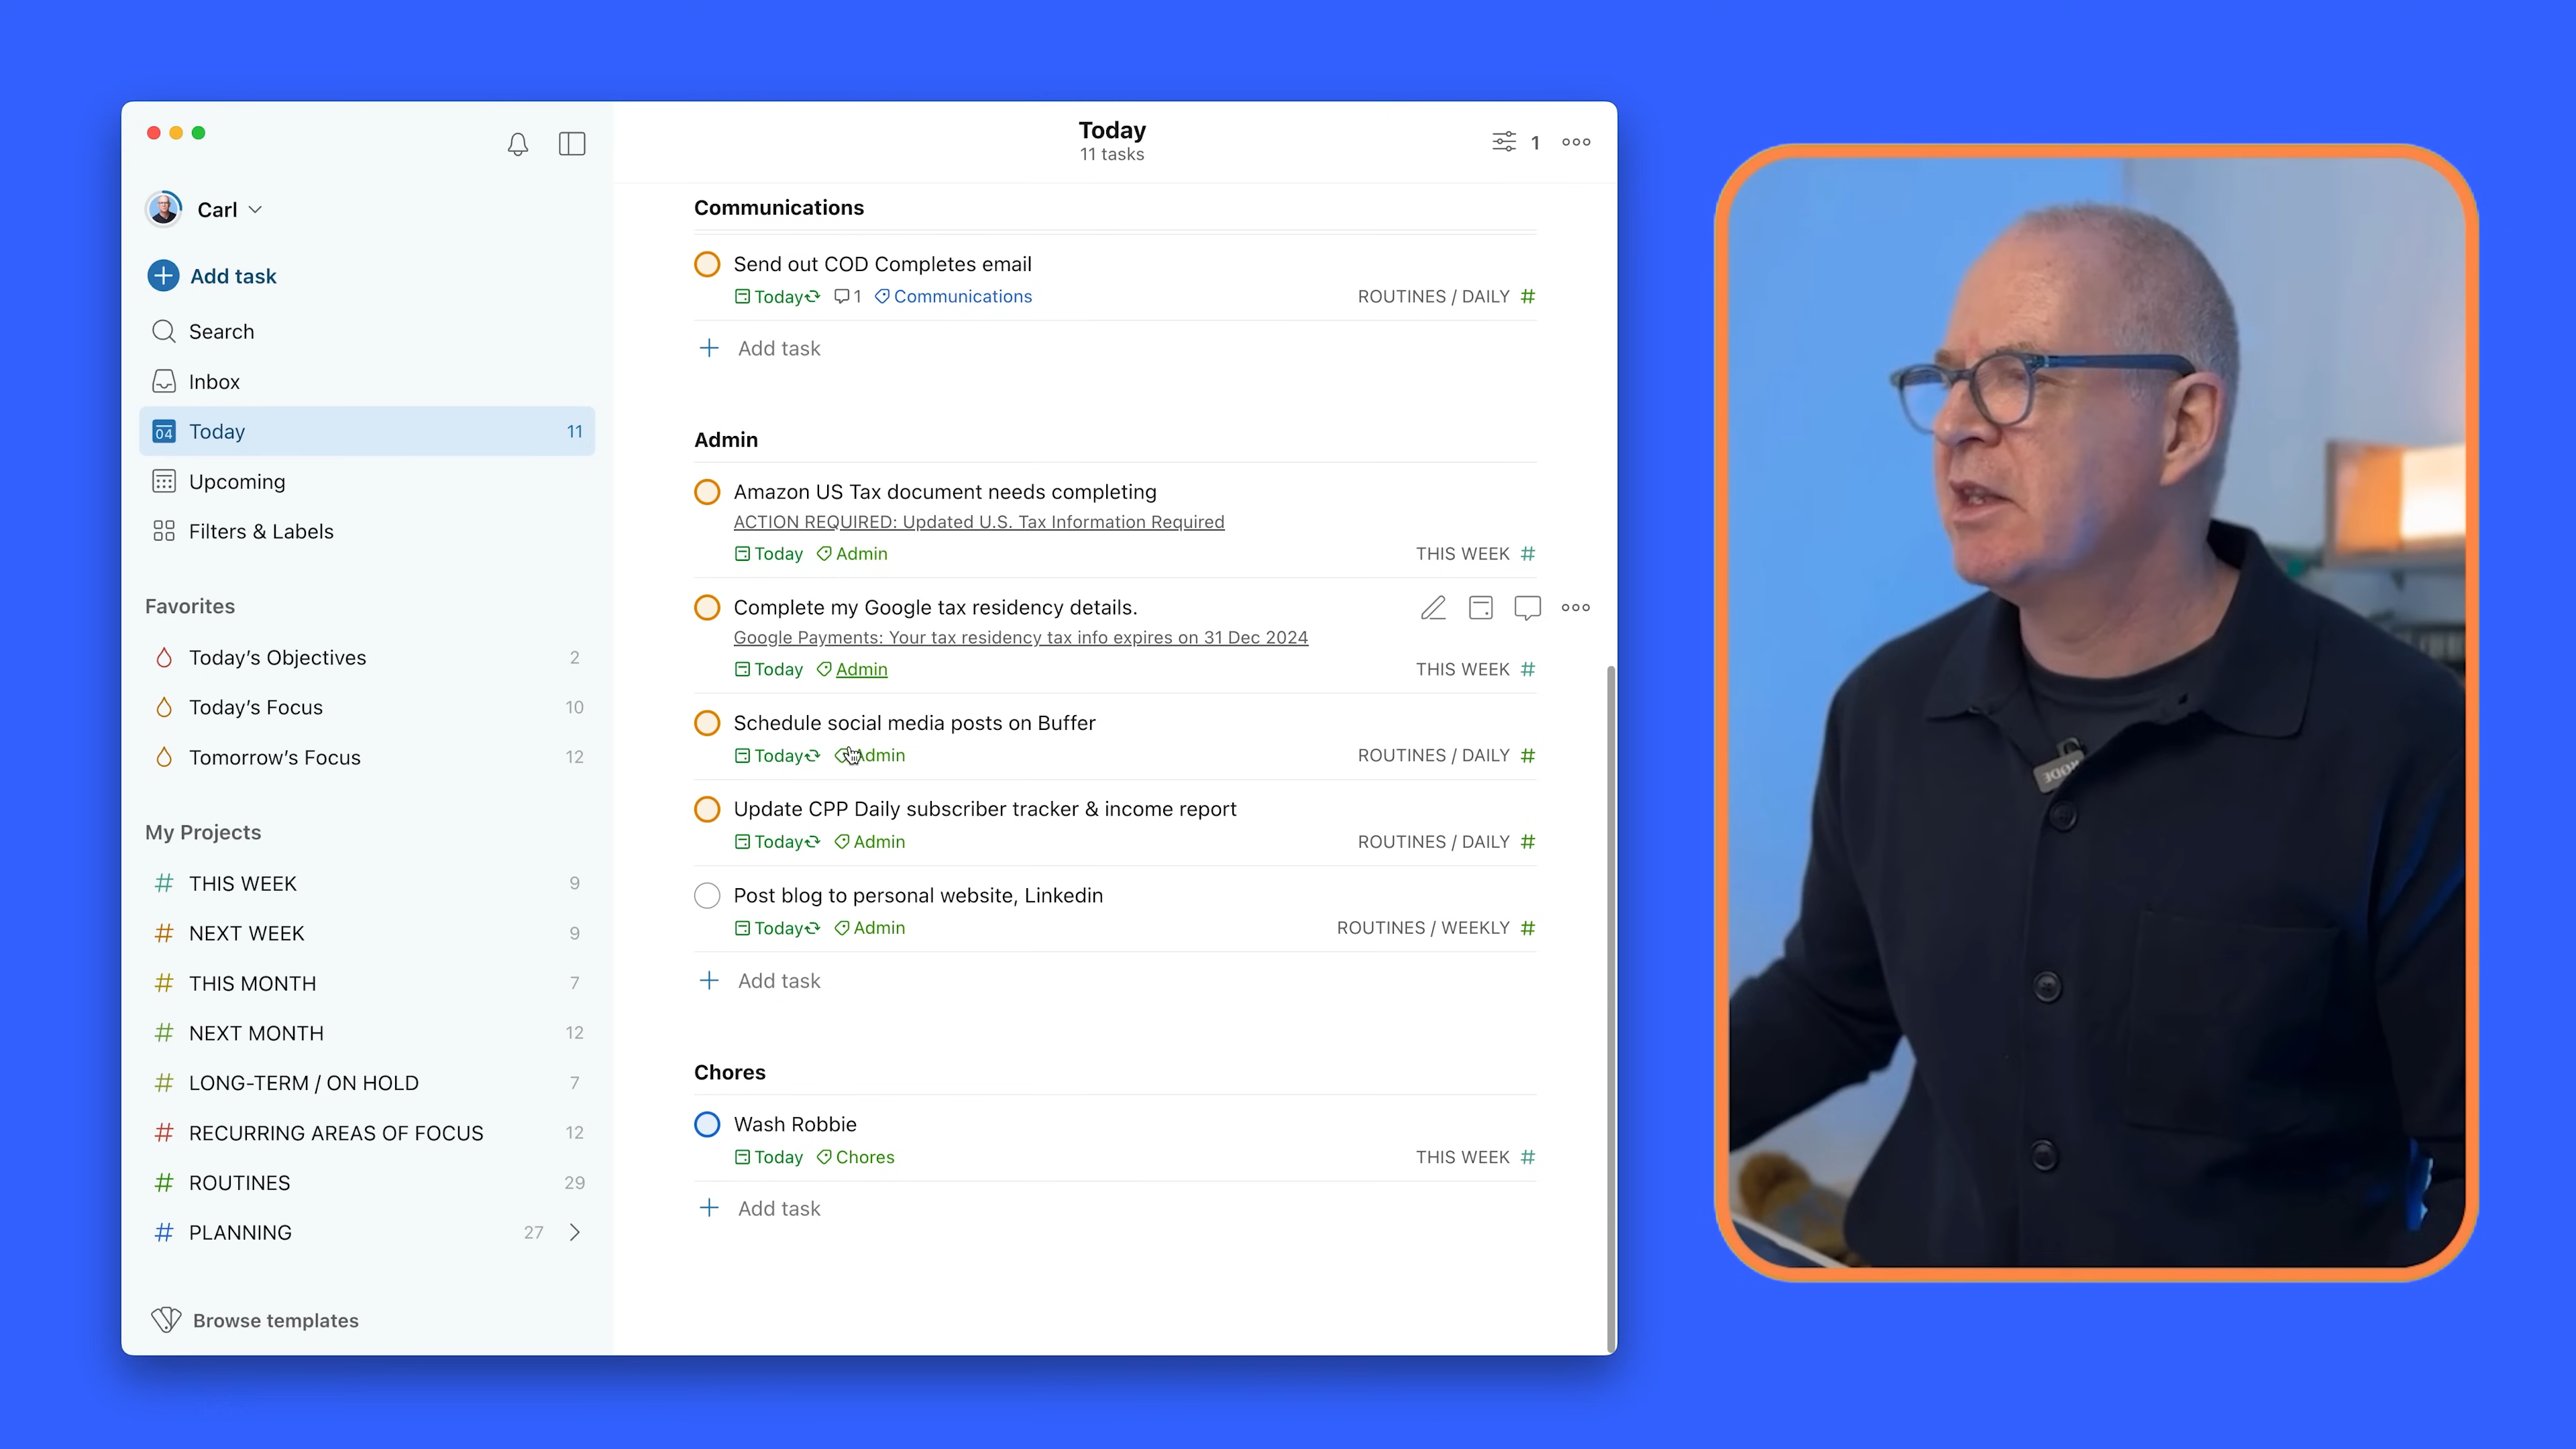 Carl
Add task
Search
Inbox
04 Today 11
Upcoming
Filters & Labels
Favorites
Today's Objectives 2
Today's Focus 10
Tomorrow's Focus 12
My Projects
# THIS WEEK 9
# NEXT WEEK 9
# THIS MONTH 7
# NEXT MONTH 12
# LONG-TERM / ON HOLD 7
# RECURRING AREAS OF FOCUS 12
# ROUTINES 29
# PLANNING 27
Browse templates
Today
11 tasks
1
Communications
Send out COD Completes email
Today 1 Communications ROUTINES / DAILY #
+ Add task
Admin
Amazon US Tax document needs completing
ACTION REQUIRED: Updated U.S. Tax Information Required
Today Admin THIS WEEK #
Complete my Google tax residency details.
Google Payments: Your tax residency tax info expires on 31 Dec 2024
Today Admin THIS WEEK #
Schedule social media posts on Buffer
Today Admin ROUTINES / DAILY #
Update CPP Daily subscriber tracker & income report
Today Admin ROUTINES / DAILY #
Post blog to personal website, Linkedin
Today Admin ROUTINES / WEEKLY #
+ Add task
Chores
Wash Robbie
Today Chores THIS WEEK #
+ Add task
RODE